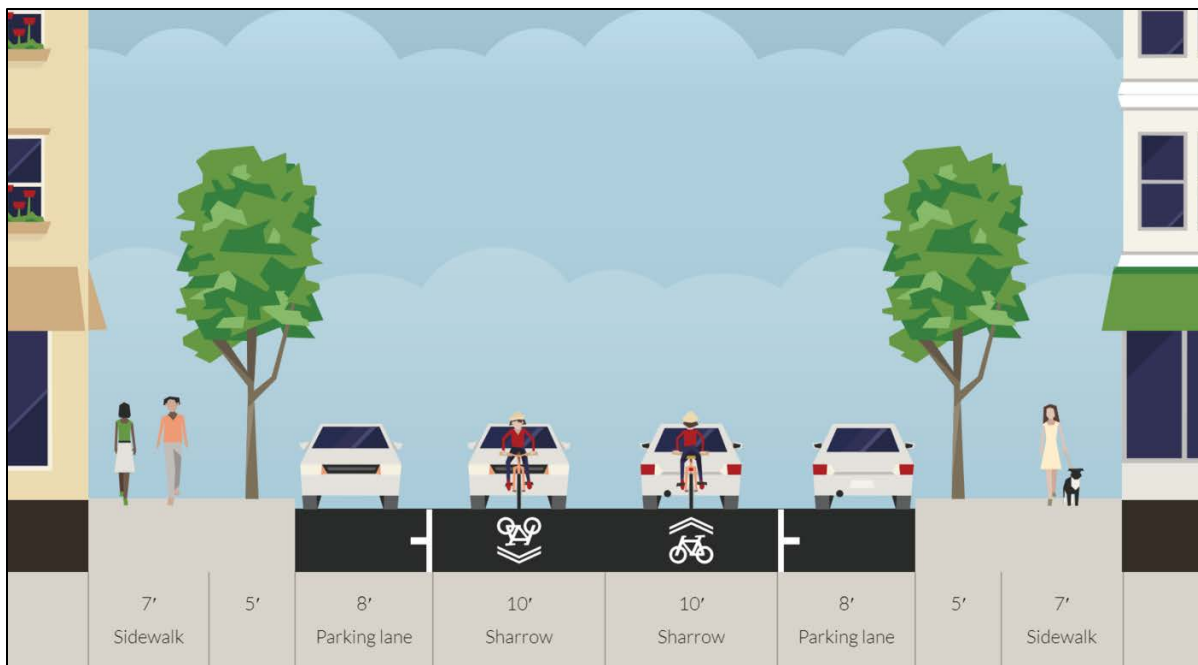 7′ 5′ 8′ 10′ 10′ 8′ 5′ 7′
Sidewalk Parking lane Sharrow Sharrow Parking lane Sidewalk